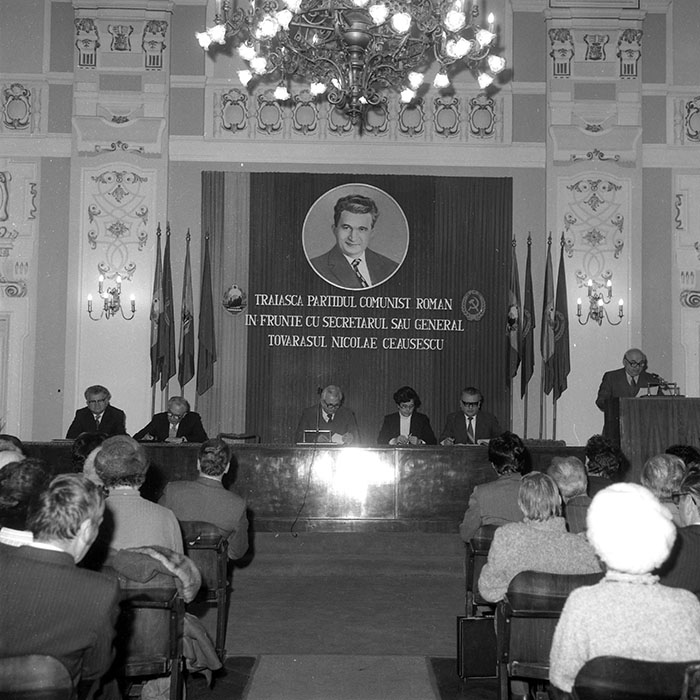 TRAIASCA PARTIDUL COMUNIST ROMAN
IN FRUNTE CU SECRETARUL SAU GENERAL
TOVARASUL NICOLAE CEAUSESCU